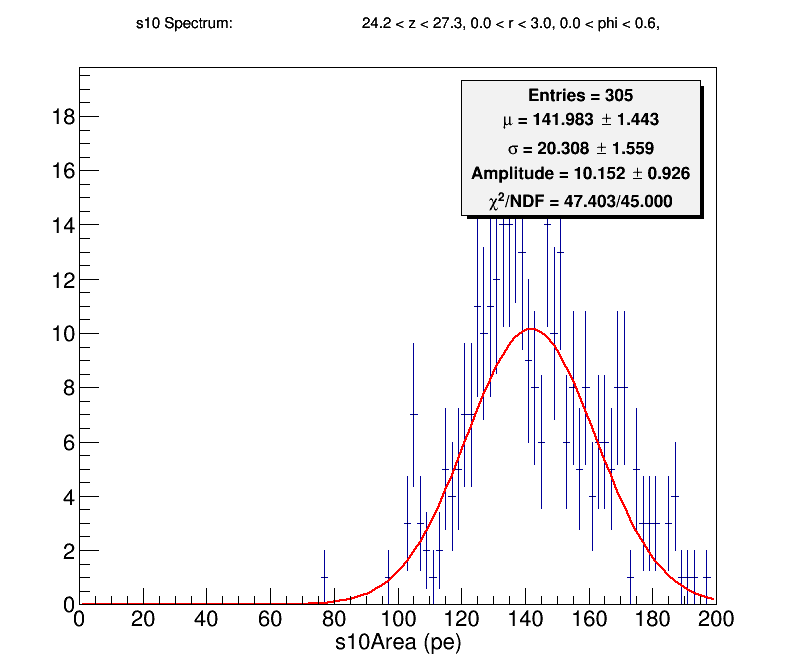 s10 Spectrum: 24.2 < z < 27.3, 0.0 < r < 3.0, 0.0 < phi < 0.6,
Entries = 305
μ = 141.983 ± 1.443
σ = 20.308 ± 1.559
Amplitude = 10.152 ± 0.926
χ²/NDF = 47.403/45.000
18
16
14
12
10
8
6
4
2
0
0 20 40 60 80 100 120 140 160 180 200
s10Area (pe)